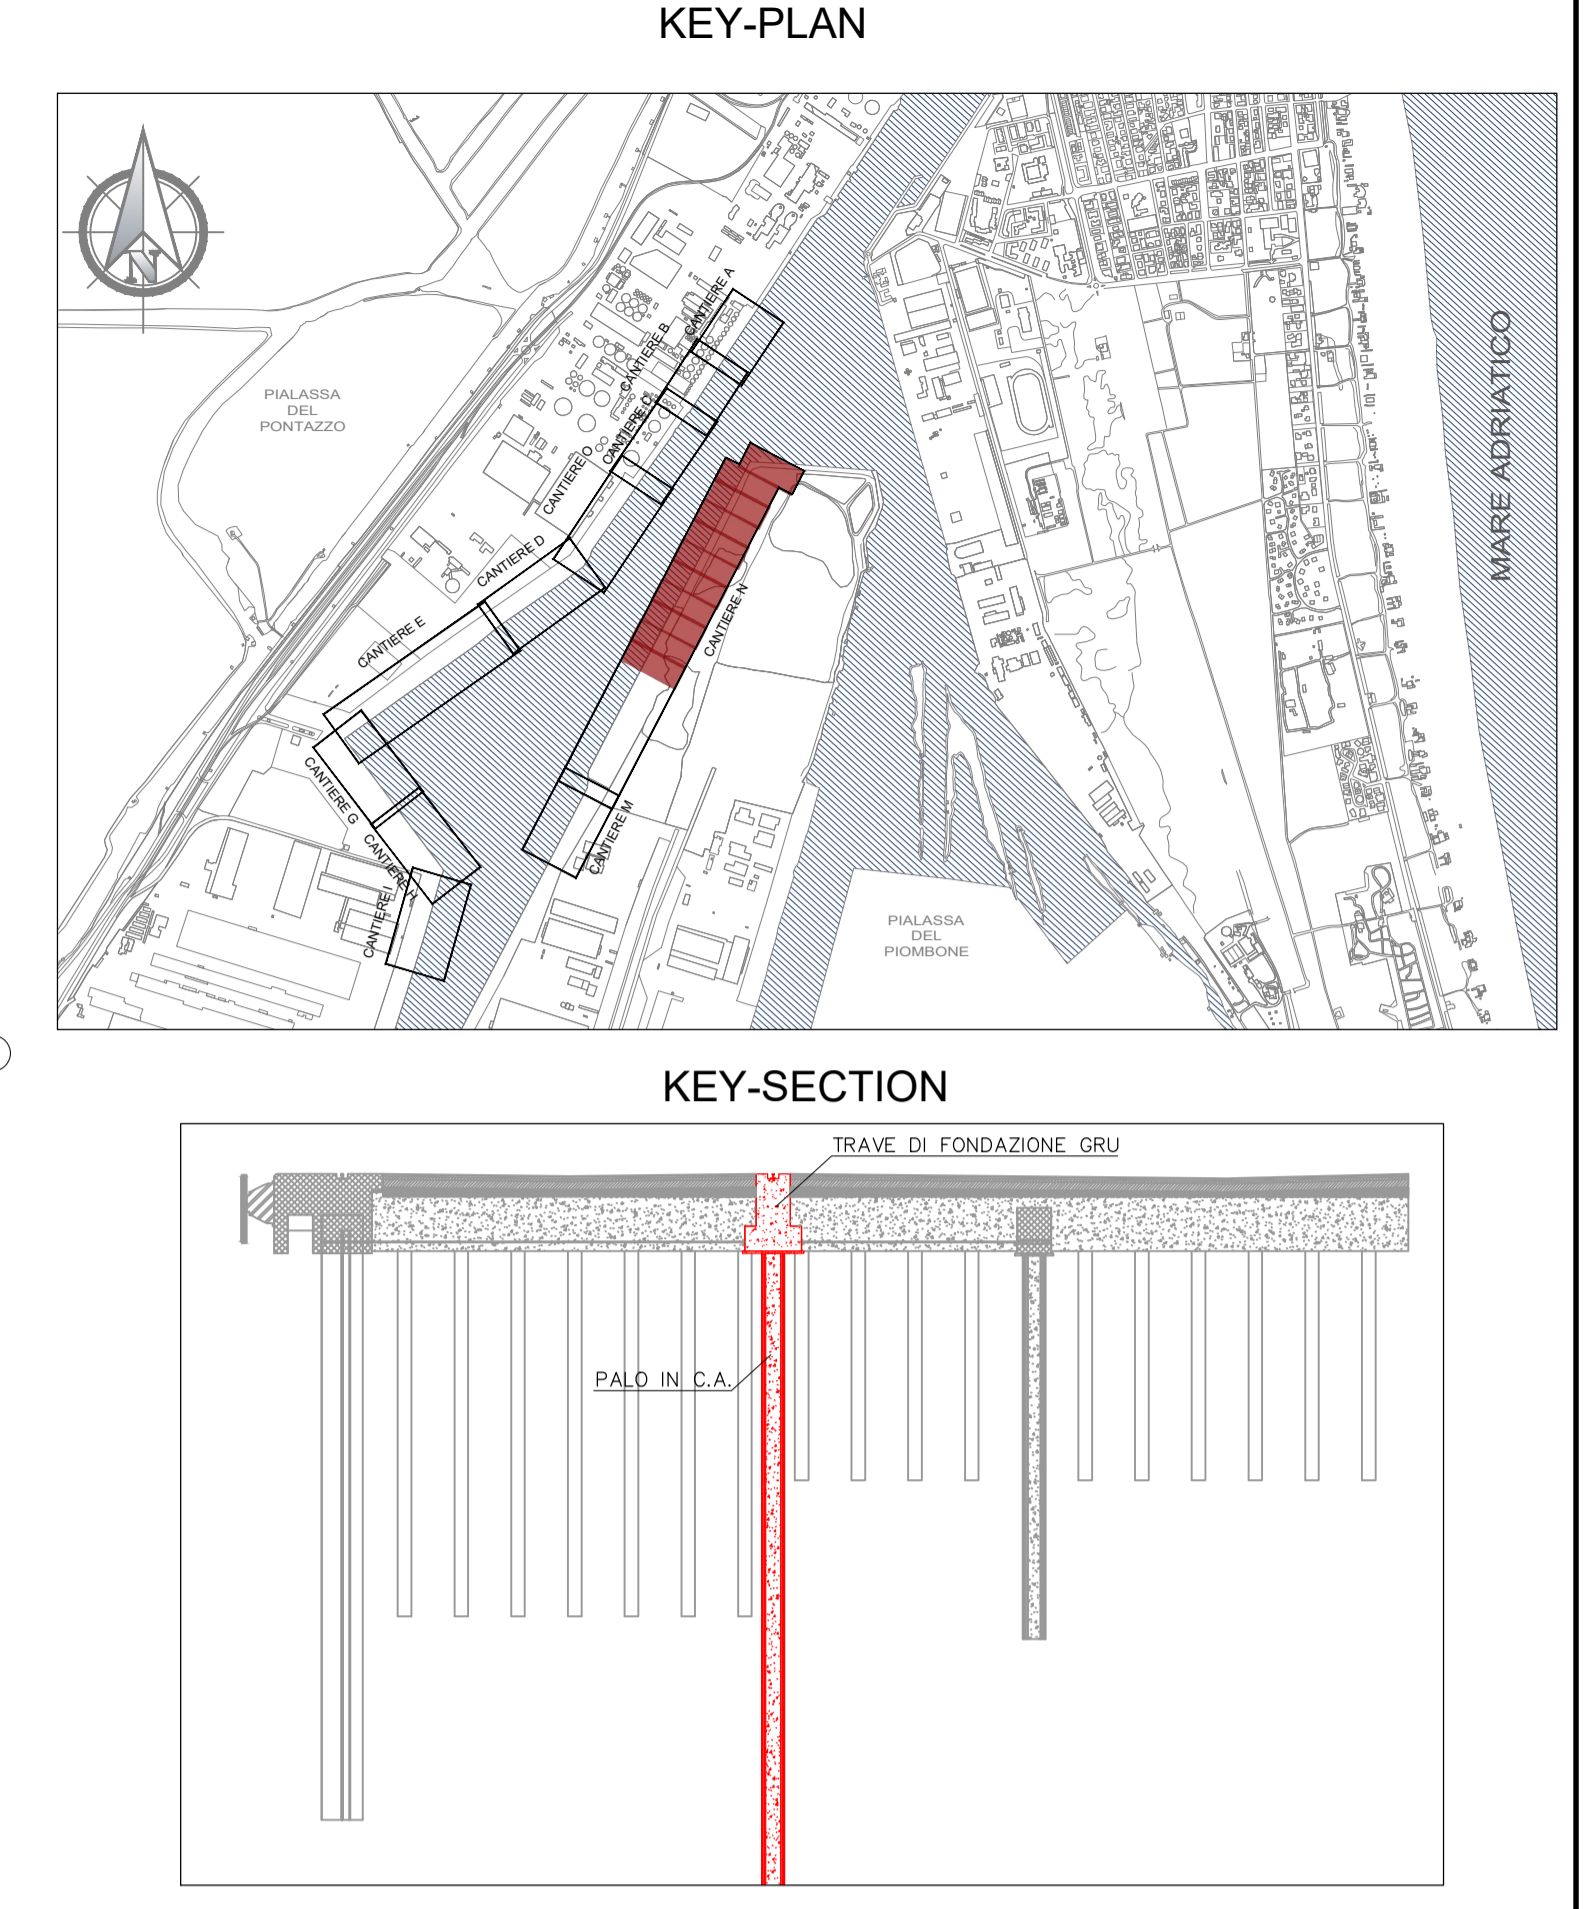 KEY-PLAN
N
CANTIERE A
CANTIERE B
CANTIERE C
CANTIERE O
CANTIERE D
CANTIERE E
CANTIERE G
CANTIERE H
CANTIERE I
CANTIERE N
CANTIERE M
PIALASSA
DEL
PONTAZZO
PIALASSA
DEL
PIOMBONE
MARE ADRIATICO
KEY-SECTION
TRAVE DI FONDAZIONE GRU
PALO IN C.A.